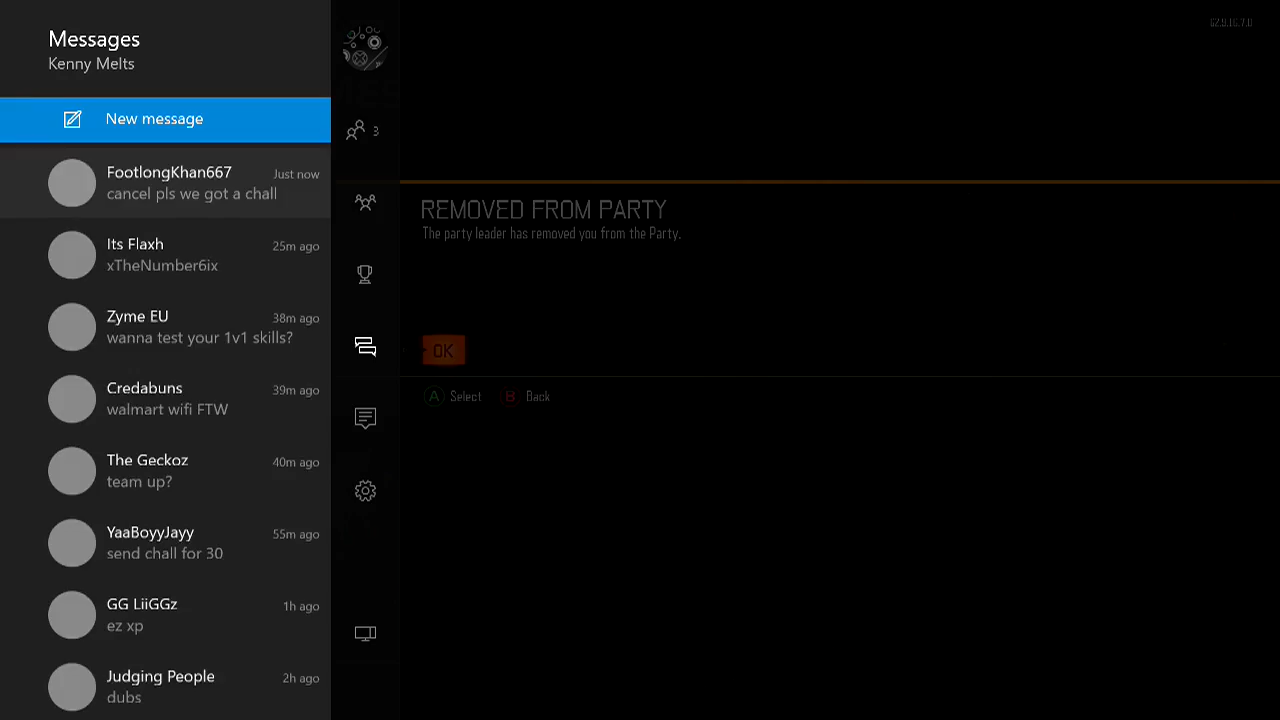 Messages
Kenny Melts
New message
FootlongKhan667 Just now
cancel pls we got a chall
Its Flaxh 25m ago
xTheNumber6ix
Zyme EU 38m ago
wanna test your 1v1 skills?
Credabuns 39m ago
walmart wifi FTW
The Geckoz 40m ago
team up?
YaaBoyyJayy 55m ago
send chall for 30
GG LiiGGz 1h ago
ez xp
Judging People 2h ago
dubs
3
REMOVED FROM PARTY
The party leader has removed you from the Party.
OK
A Select B Back